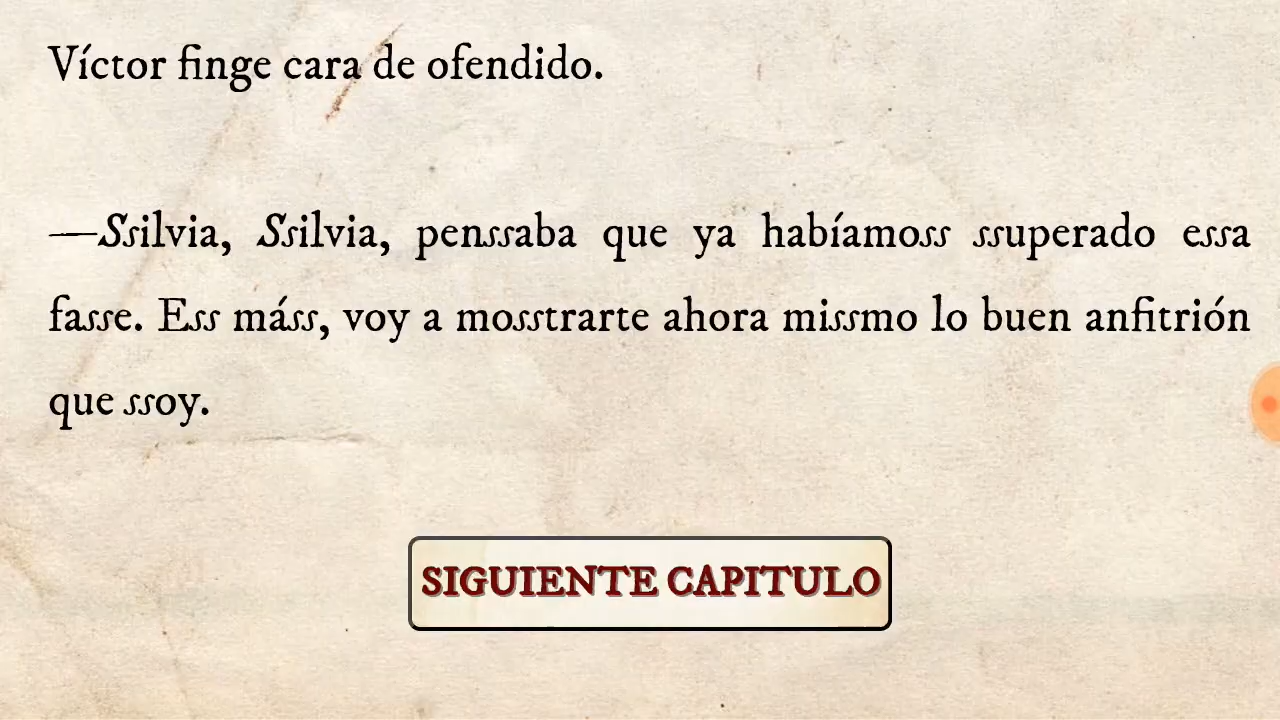 Víctor finge cara de ofendido.
—Ssilvia, Ssilvia, penssaba que ya habíamoss ssuperado essa
fasse. Ess máss, voy a mosstrarte ahora missmo lo buen anfitrión
que ssoy.
SIGUIENTE CAPITULO